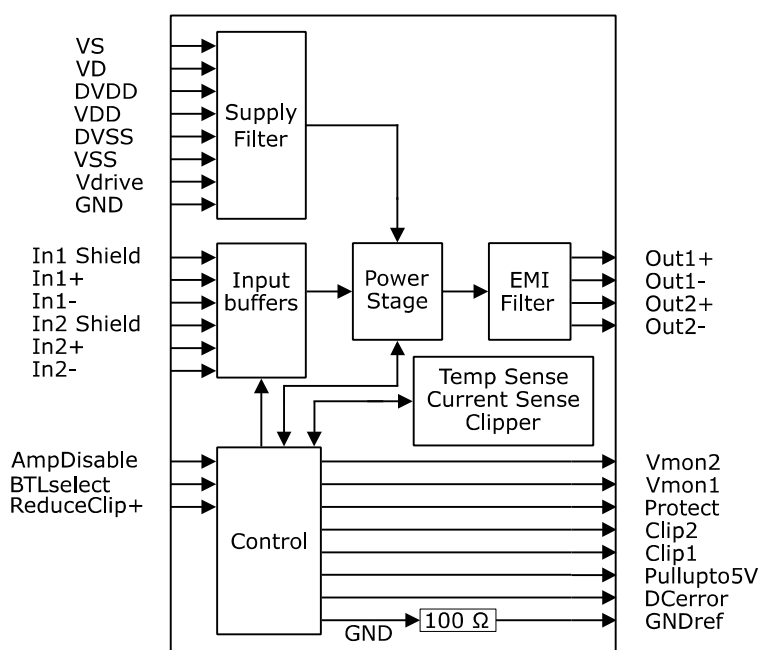 VS
VD
DVDD
VDD
DVSS
VSS
Vdrive
GND
Supply
Filter
In1 Shield
In1+
In1-
In2 Shield
In2+
In2-
Input
buffers
Power
Stage
EMI
Filter
Out1+
Out1-
Out2+
Out2-
Temp Sense
Current Sense
Clipper
AmpDisable
BTLselect
ReduceClip+
Control
Vmon2
Vmon1
Protect
Clip2
Clip1
Pullupto5V
DCerror
GNDref
GND
100 Ω